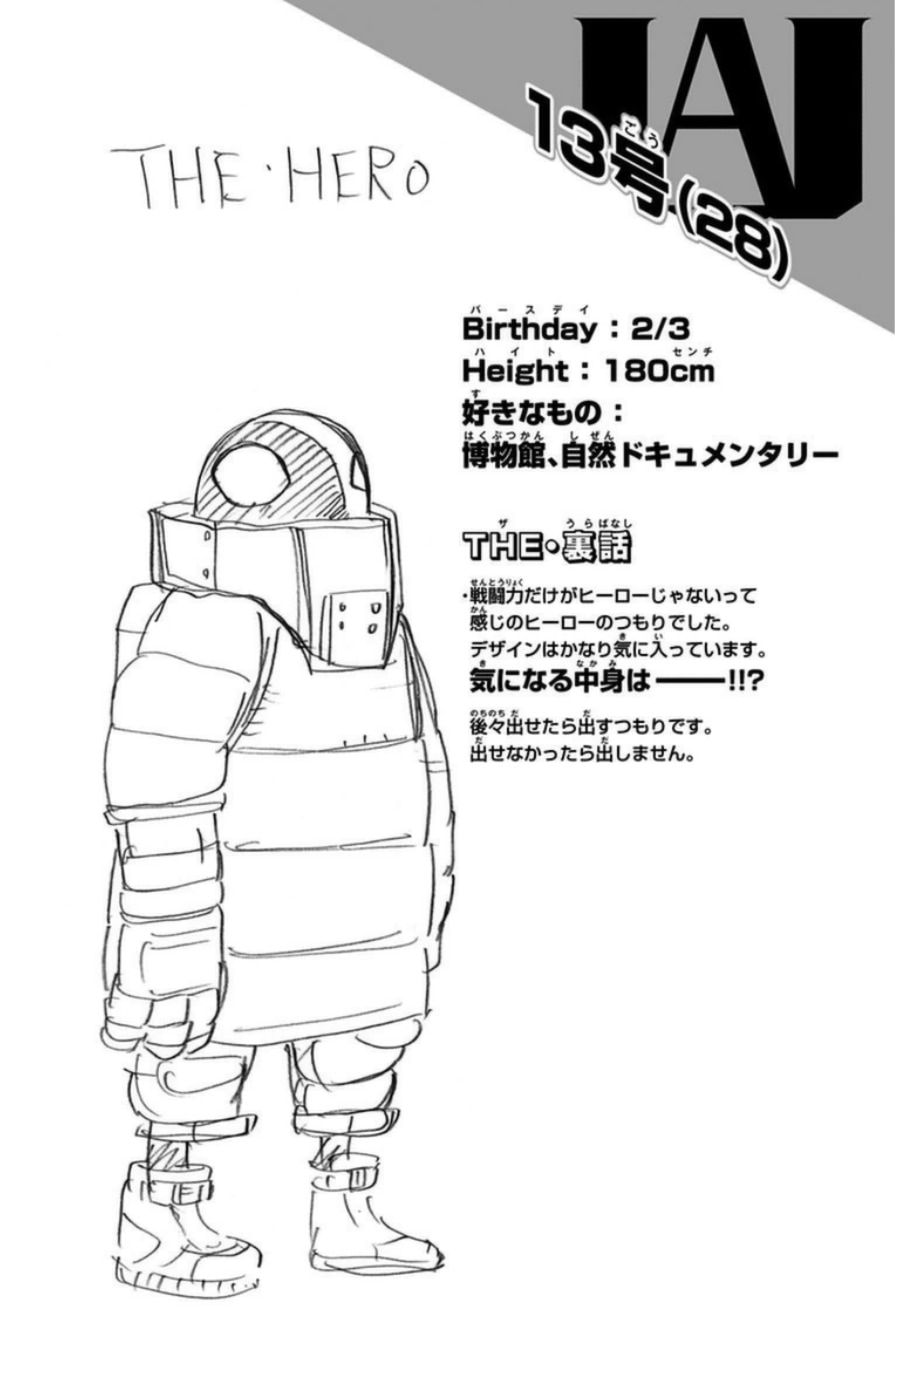 THE・HERO
UA
13号(28)
Birthday：2/3
Height：180cm
好きなもの：
博物館、自然ドキュメンタリー
THE・裏話
・戦闘力だけがヒーローじゃないって
感じのヒーローのつもりでした。
デザインはかなり気に入っています。
気になる中身は――!!?
後々出せたら出すつもりです。
出せなかったら出しません。